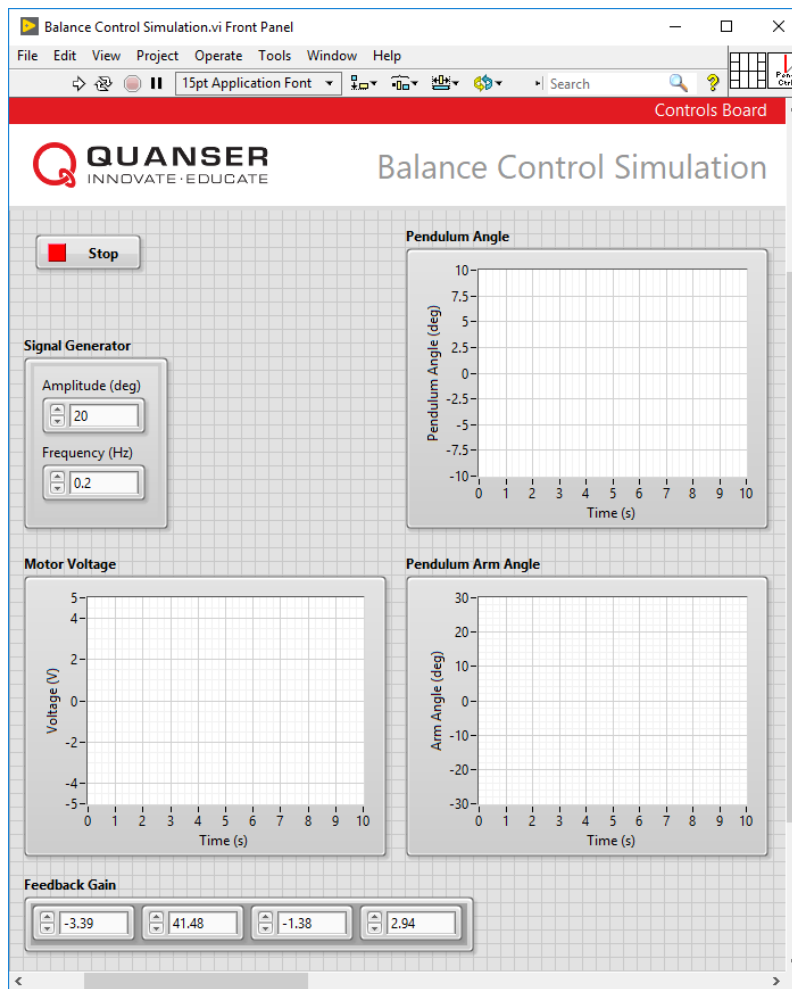 Balance Control Simulation.vi Front Panel
File Edit View Project Operate Tools Window Help
15pt Application Font Search ?
Controls Board
QUANSER
INNOVATE·EDUCATE
Balance Control Simulation
Stop
Signal Generator
Amplitude (deg)
20
Frequency (Hz)
0.2
Pendulum Angle
Pendulum Angle (deg)
10
7.5
5
2.5
0
-2.5
-5
-7.5
-10
0 1 2 3 4 5 6 7 8 9 10
Time (s)
Motor Voltage
Voltage (V)
5
4
2
0
-2
-4
-5
0 1 2 3 4 5 6 7 8 9 10
Time (s)
Pendulum Arm Angle
Arm Angle (deg)
30
20
10
0
-10
-20
-30
0 1 2 3 4 5 6 7 8 9 10
Time (s)
Feedback Gain
-3.39 41.48 -1.38 2.94